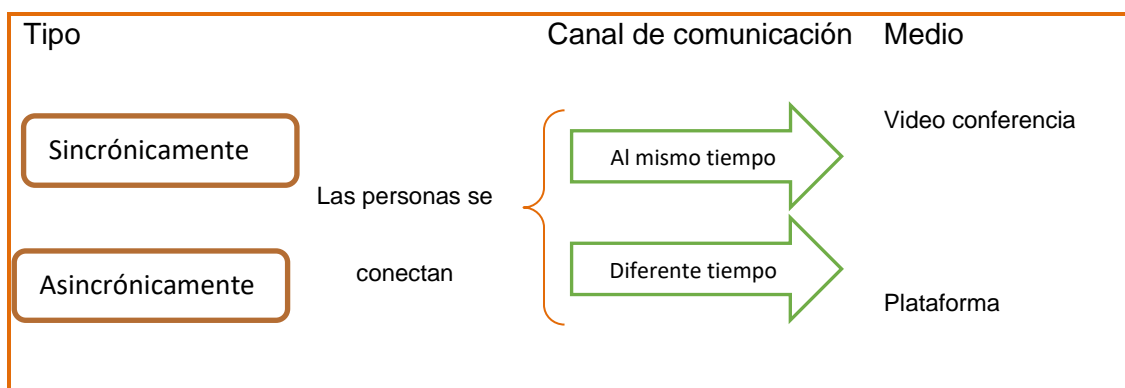 Tipo Canal de comunicación Medio
Video conferencia
Sincrónicamente
Al mismo tiempo
Las personas se
conectan
Asincrónicamente
Diferente tiempo
Plataforma